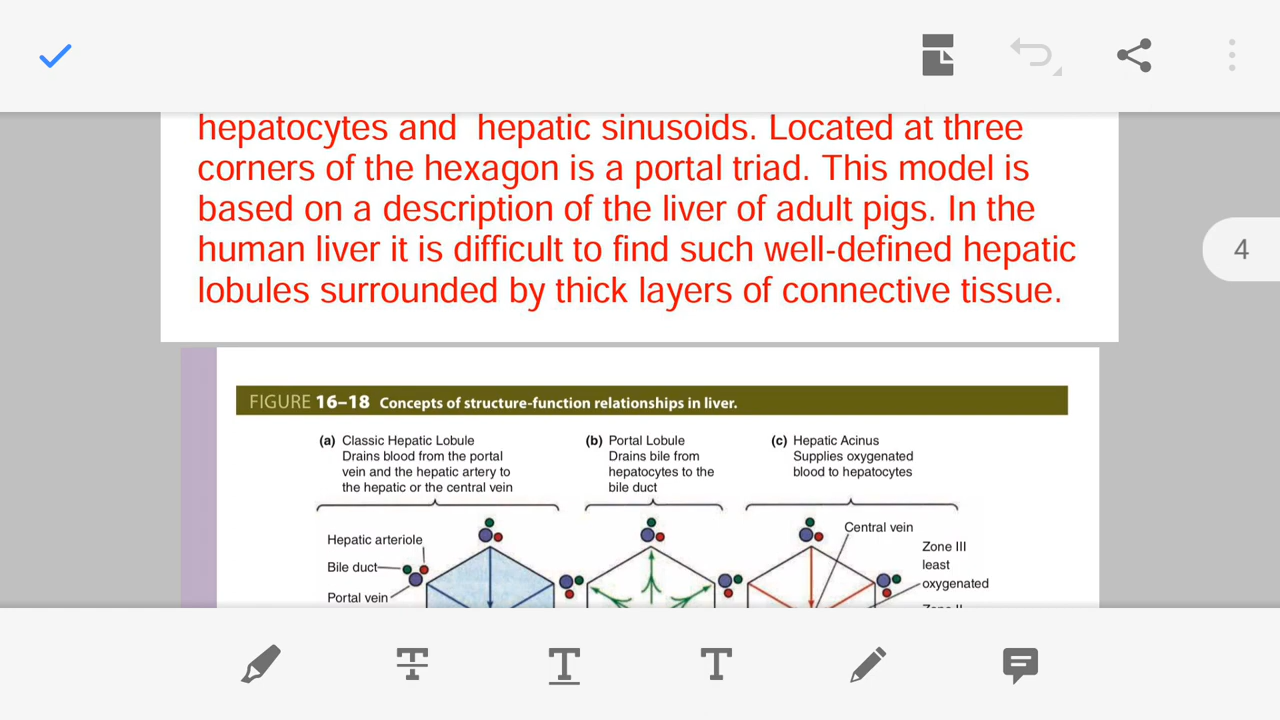 hepatocytes and  hepatic sinusoids. Located at three
corners of the hexagon is a portal triad. This model is
based on a description of the liver of adult pigs. In the
human liver it is difficult to find such well-defined hepatic
lobules surrounded by thick layers of connective tissue.
4
FIGURE 16–18 Concepts of structure-function relationships in liver.
(a) Classic Hepatic Lobule
Drains blood from the portal
vein and the hepatic artery to
the hepatic or the central vein
(b) Portal Lobule
Drains bile from
hepatocytes to the
bile duct
(c) Hepatic Acinus
Supplies oxygenated
blood to hepatocytes
Hepatic arteriole
Bile duct
Portal vein
Central vein
Zone III
least
oxygenated
T
T
T